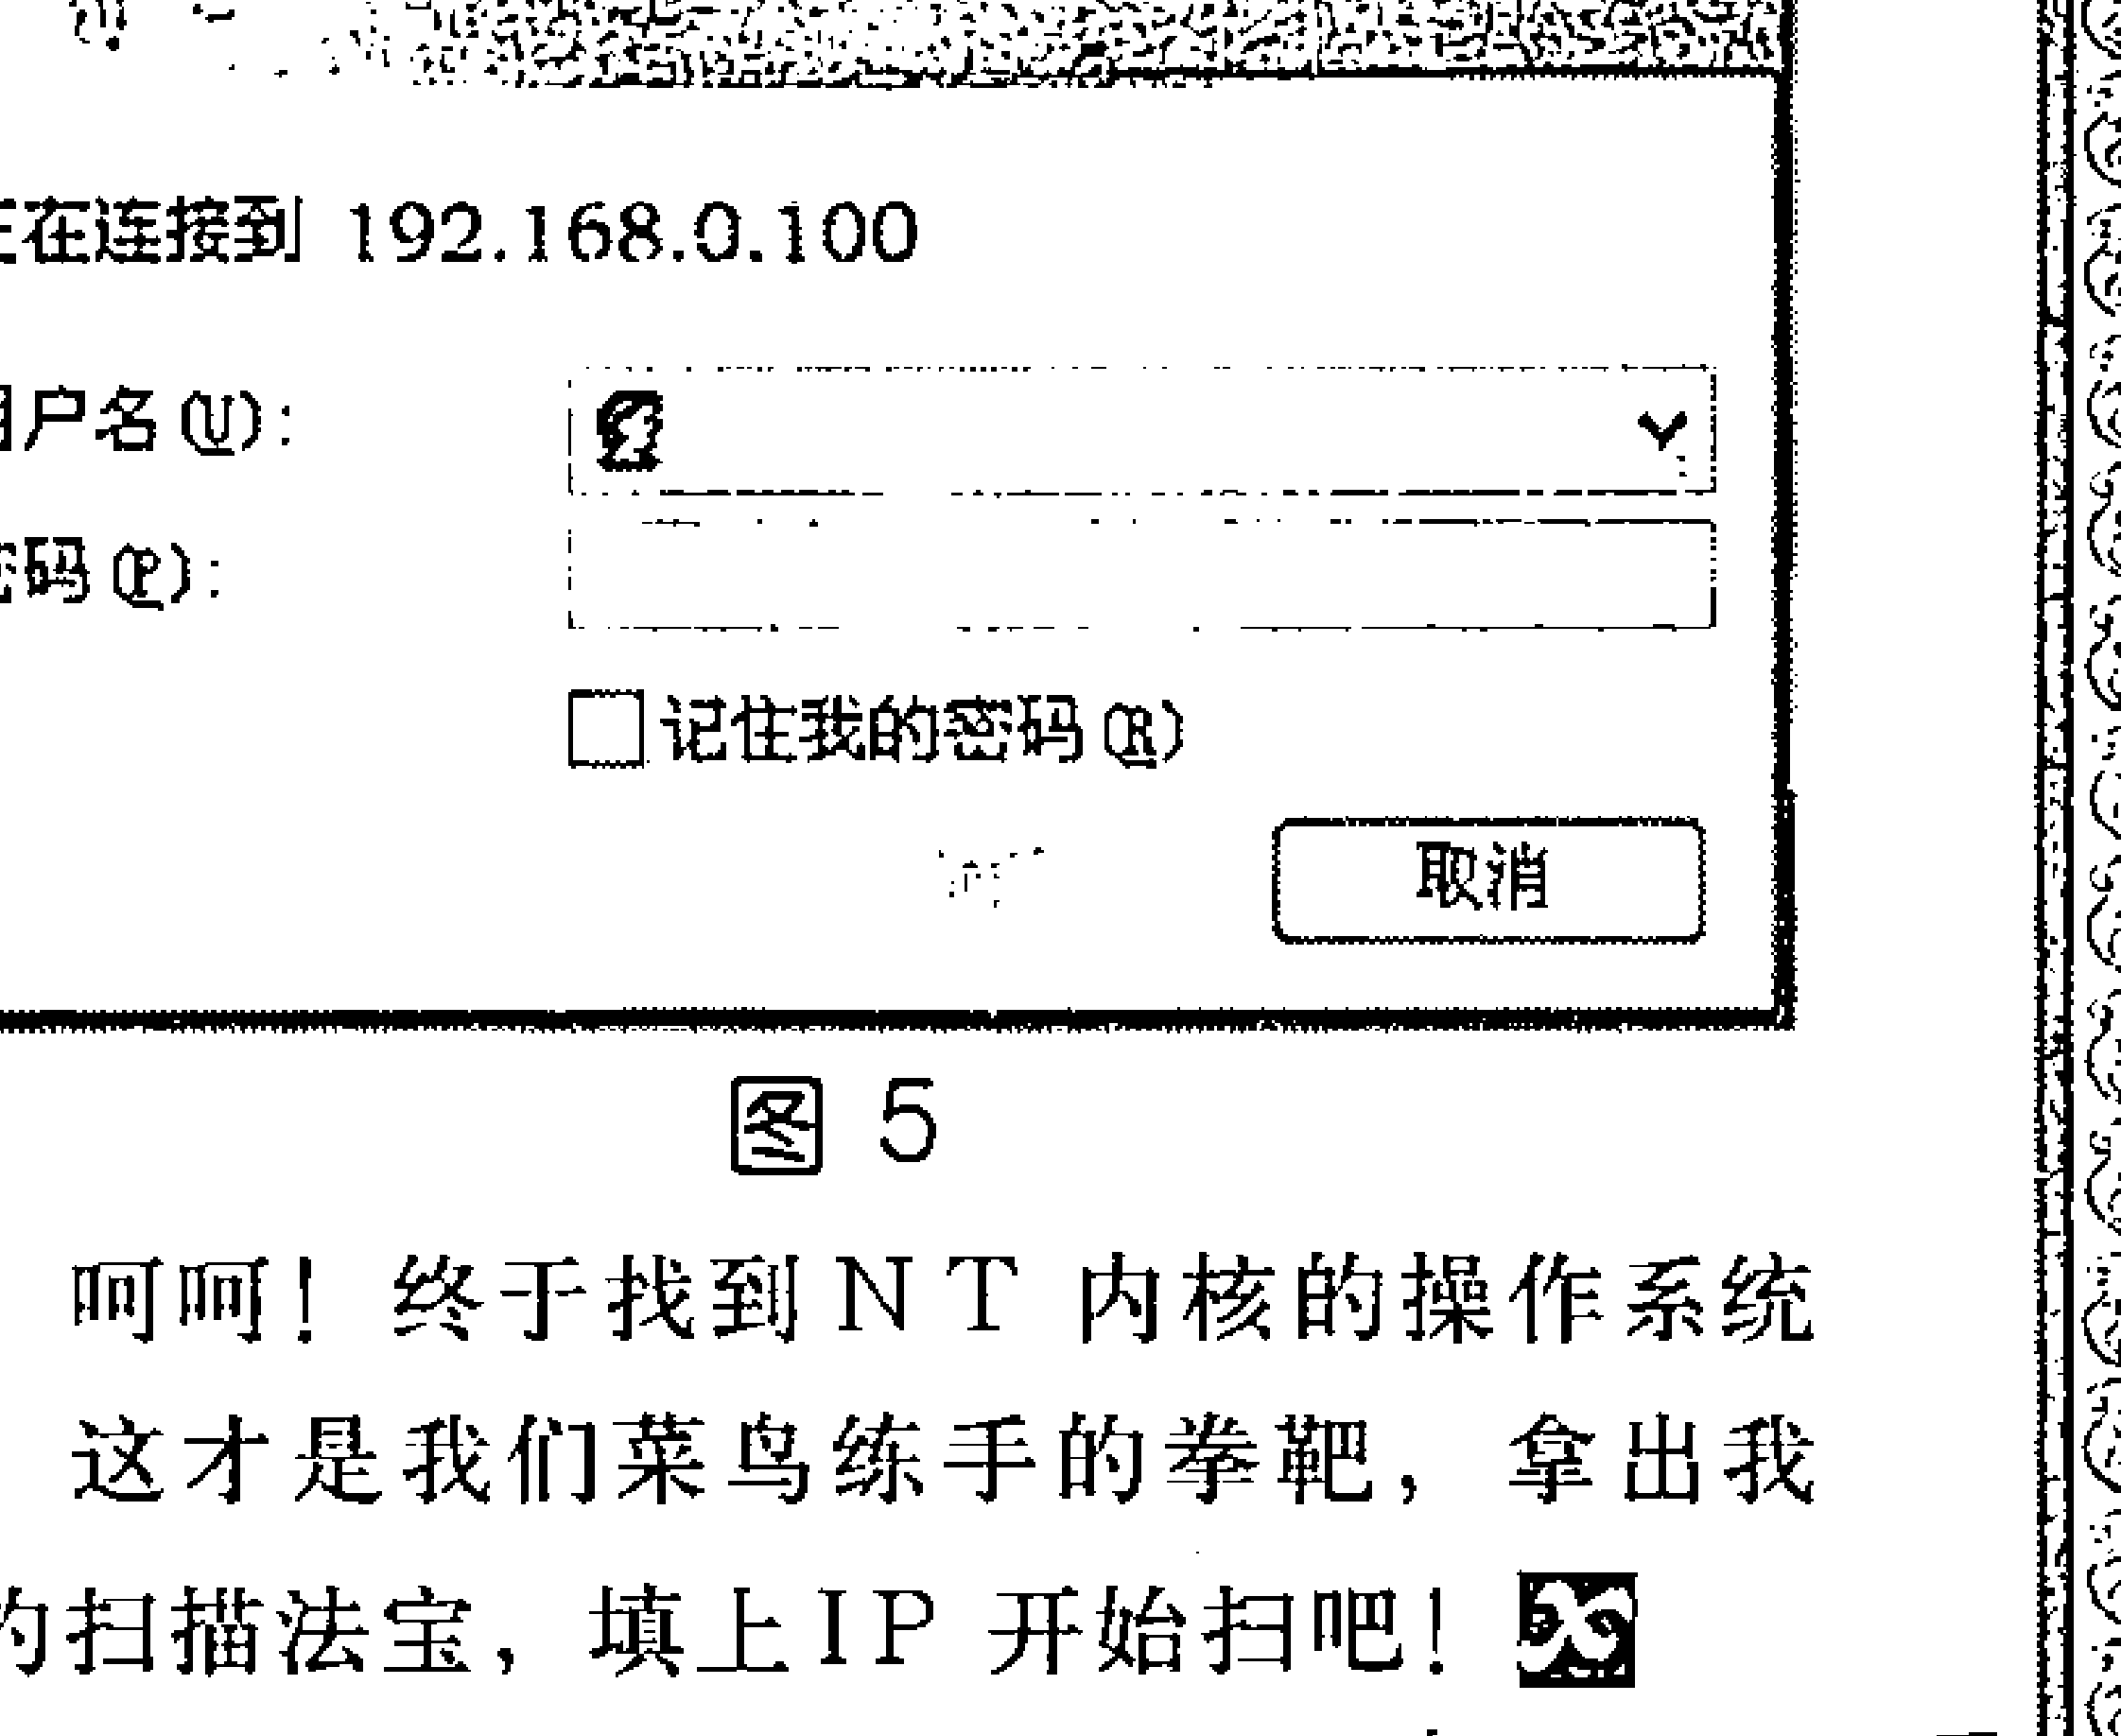 在连接到 192.168.0.100
户名(U):
码(P):
记住我的密码(R)
取消
图 5
呵呵！终于找到NT 内核的操作系统
这才是我们菜鸟练手的拳靶，拿出我
的扫描法宝，填上IP 开始扫吧！